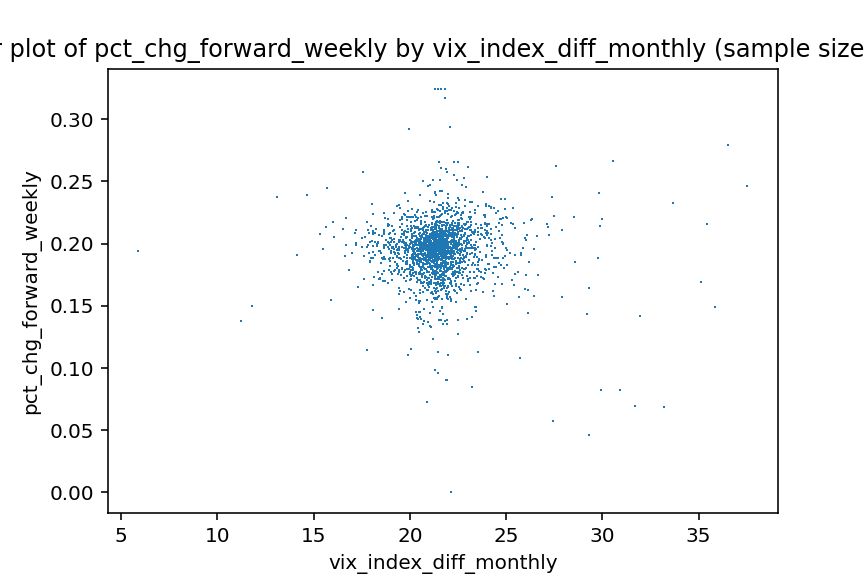 plot of pct_chg_forward_weekly by vix_index_diff_monthly (sample size
pct_chg_forward_weekly
0.30
0.25
0.20
0.15
0.10
0.05
0.00
5 10 15 20 25 30 35
vix_index_diff_monthly